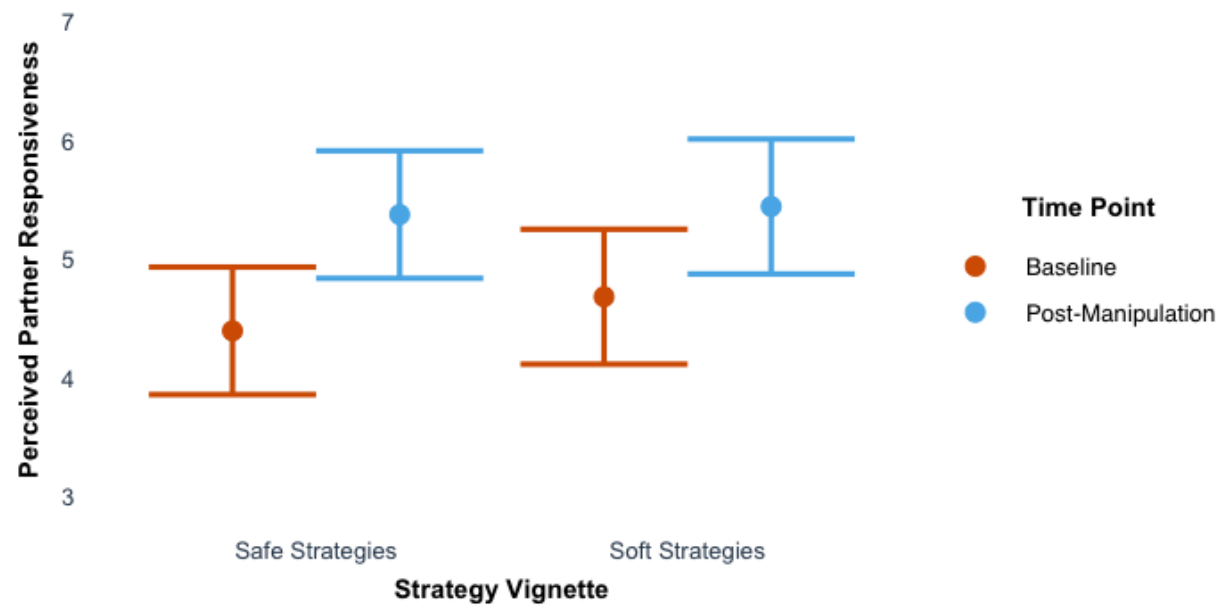 7
6
5
4
3
Perceived Partner Responsiveness
Safe Strategies
Soft Strategies
Strategy Vignette
Time Point
Baseline
Post-Manipulation